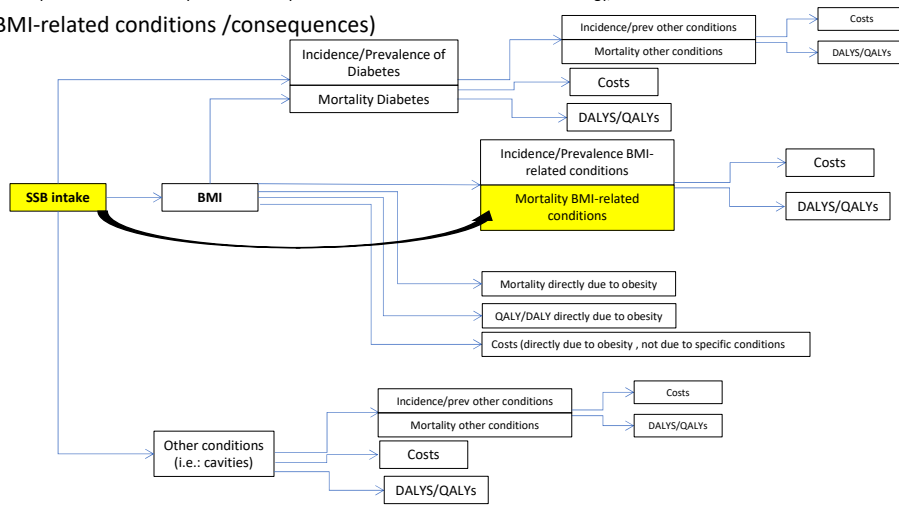 BMI-related conditions /consequences)
Incidence/prev other conditions
Mortality other conditions
Costs
DALYS/QALYs
Incidence/Prevalence of
Diabetes
Mortality Diabetes
Costs
DALYS/QALYs
Incidence/Prevalence BMI-
related conditions
Mortality BMI-related
conditions
Costs
DALYS/QALYs
SSB intake
BMI
Mortality directly due to obesity
QALY/DALY directly due to obesity
Costs (directly due to obesity , not due to specific conditions
Incidence/prev other conditions
Mortality other conditions
Costs
DALYS/QALYs
Other conditions
(i.e.: cavities)
Costs
DALYS/QALYs